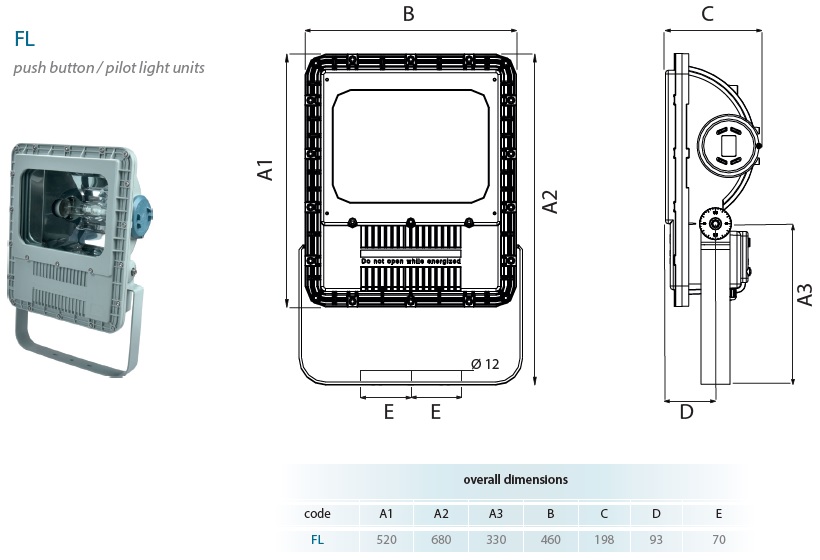 FL
push button / pilot light units
B
C
A1
A2
Do not open while energized
A3
Ø 12
E E
D
overall dimensions
code A1 A2 A3 B C D E
FL 520 680 330 460 198 93 70